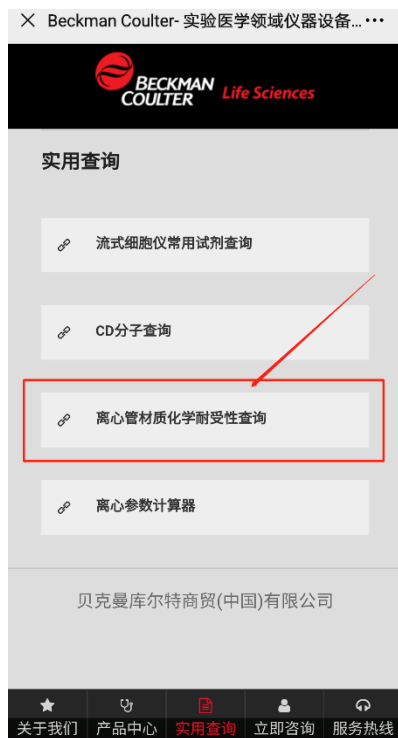 Beckman Coulter- 实验医学领域仪器设备...
BECKMAN
COULTER Life Sciences
实用查询
流式细胞仪常用试剂查询
CD分子查询
离心管材质化学耐受性查询
离心参数计算器
贝克曼库尔特商贸(中国)有限公司
关于我们 产品中心 实用查询 立即咨询 服务热线